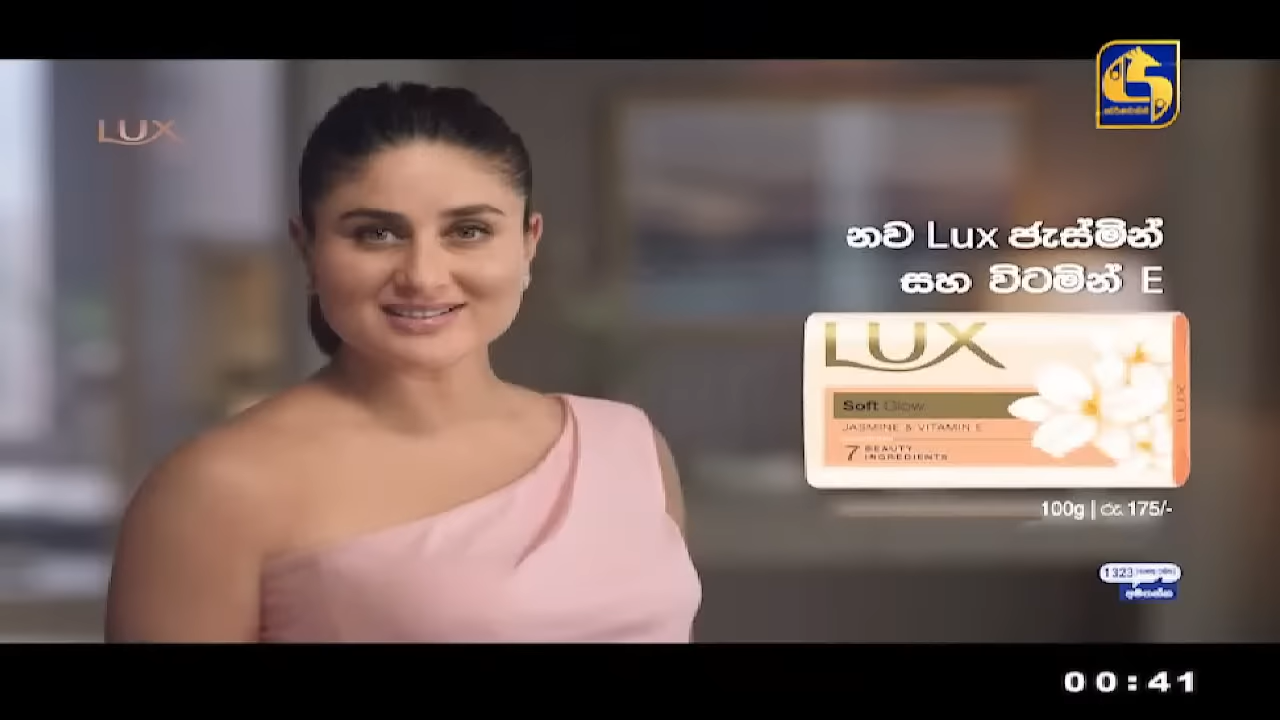 LUX
නව Lux ජැස්මින්
සහ විටමින් E
LUX
Soft Glow
JASMINE & VITAMIN E
7 BEAUTY
INGREDIENTS
LUX
100g | රු. 175/-
1323
අමතන්න
00:41